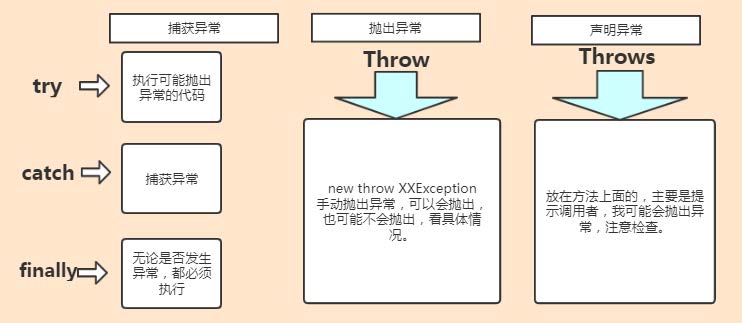 捕获异常
try
执行可能抛出
异常的代码
catch
捕获异常
finally
无论是否发生
异常，都必须
执行
抛出异常
Throw
new throw XXException
手动抛出异常，可以会抛出，
也可能不会抛出，看具体情
况。
声明异常
Throws
放在方法上面的，主要是提
示调用者，我可能会抛出异
常，注意检查。